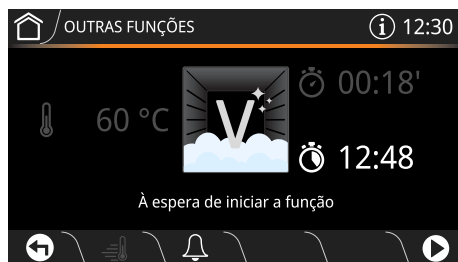 OUTRAS FUNÇÕES
i 12:30
00:18'
60 °C
V
12:48
À espera de iniciar a função